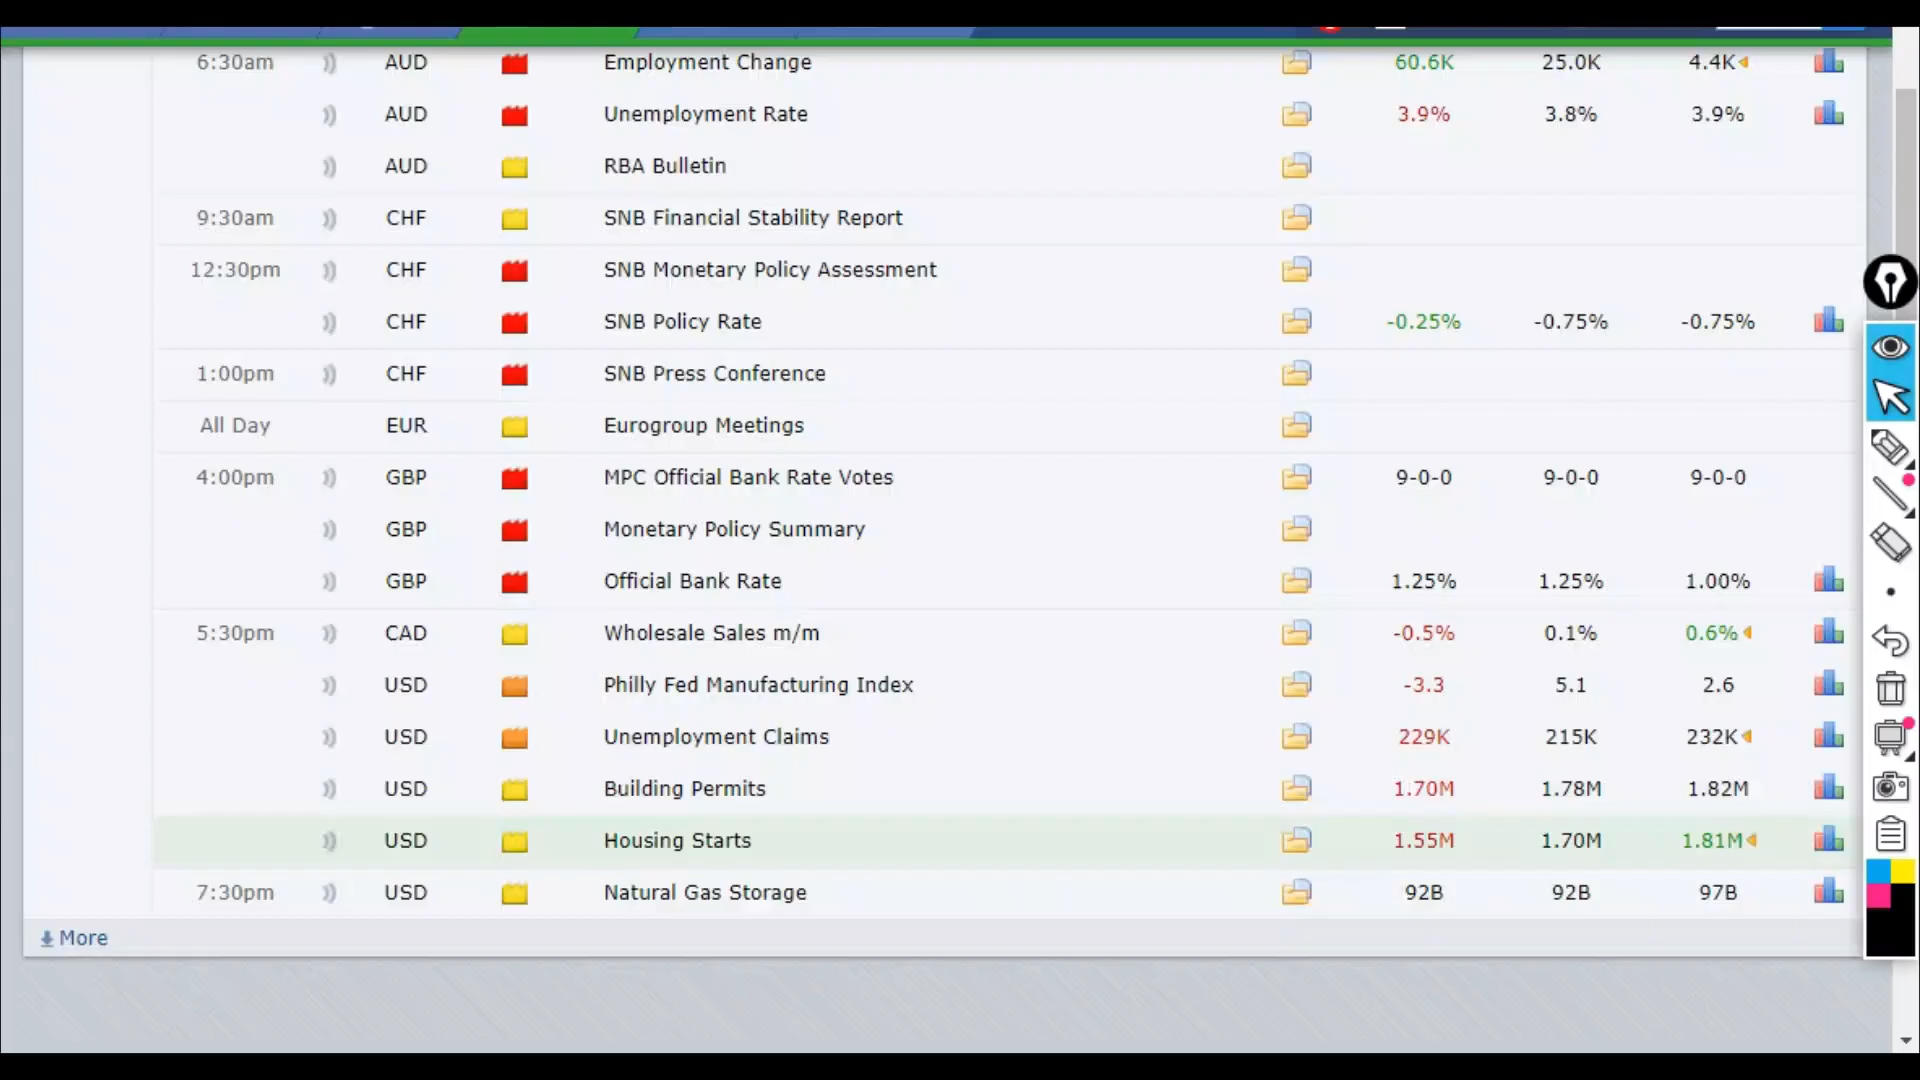 6:30am AUD Employment Change 60.6K 25.0K 4.4K
AUD Unemployment Rate 3.9% 3.8% 3.9%
AUD RBA Bulletin
9:30am CHF SNB Financial Stability Report
12:30pm CHF SNB Monetary Policy Assessment
CHF SNB Policy Rate -0.25% -0.75% -0.75%
1:00pm CHF SNB Press Conference
All Day EUR Eurogroup Meetings
4:00pm GBP MPC Official Bank Rate Votes 9-0-0 9-0-0 9-0-0
GBP Monetary Policy Summary
GBP Official Bank Rate 1.25% 1.25% 1.00%
5:30pm CAD Wholesale Sales m/m -0.5% 0.1% 0.6%
USD Philly Fed Manufacturing Index -3.3 5.1 2.6
USD Unemployment Claims 229K 215K 232K
USD Building Permits 1.70M 1.78M 1.82M
USD Housing Starts 1.55M 1.70M 1.81M
7:30pm USD Natural Gas Storage 92B 92B 97B
More